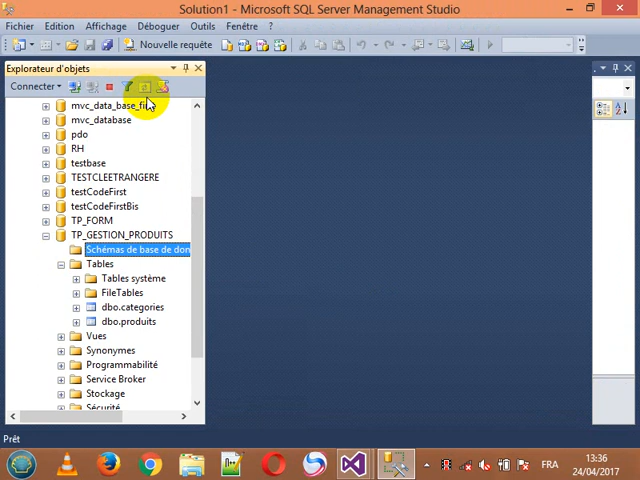 Solution1 - Microsoft SQL Server Management Studio
Fichier Edition Affichage Déboguer Outils Fenêtre ?
Nouvelle requête
Explorateur d'objets
Connecter
mvc_data_base_fi
mvc_database
pdo
RH
testbase
TESTCLEETRANGERE
testCodeFirst
testCodeFirstBis
TP_FORM
TP_GESTION_PRODUITS
Schémas de base de don
Tables
Tables système
FileTables
dbo.categories
dbo.produits
Vues
Synonymes
Programmabilité
Service Broker
Stockage
Sécurité
Prêt
FR
13:36
24/04/2017